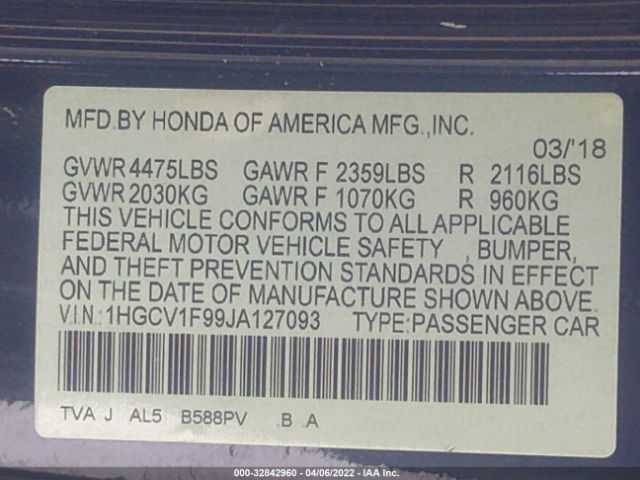 MFD.BY HONDA OF AMERICA MFG.,INC.
03/'18
GVWR 4475LBS GAWR F 2359LBS R 2116LBS
GVWR 2030KG GAWR F 1070KG R 960KG
THIS VEHICLE CONFORMS TO ALL APPLICABLE
FEDERAL MOTOR VEHICLE SAFETY , BUMPER,
AND THEFT PREVENTION STANDARDS IN EFFECT
ON THE DATE OF MANUFACTURE SHOWN ABOVE.
V.I.N.:1HGCV1F99JA127093 TYPE:PASSENGER CAR
TVA J AL5 B588PV .B .A
000-32842960 - 04/06/2022 - IAA Inc.